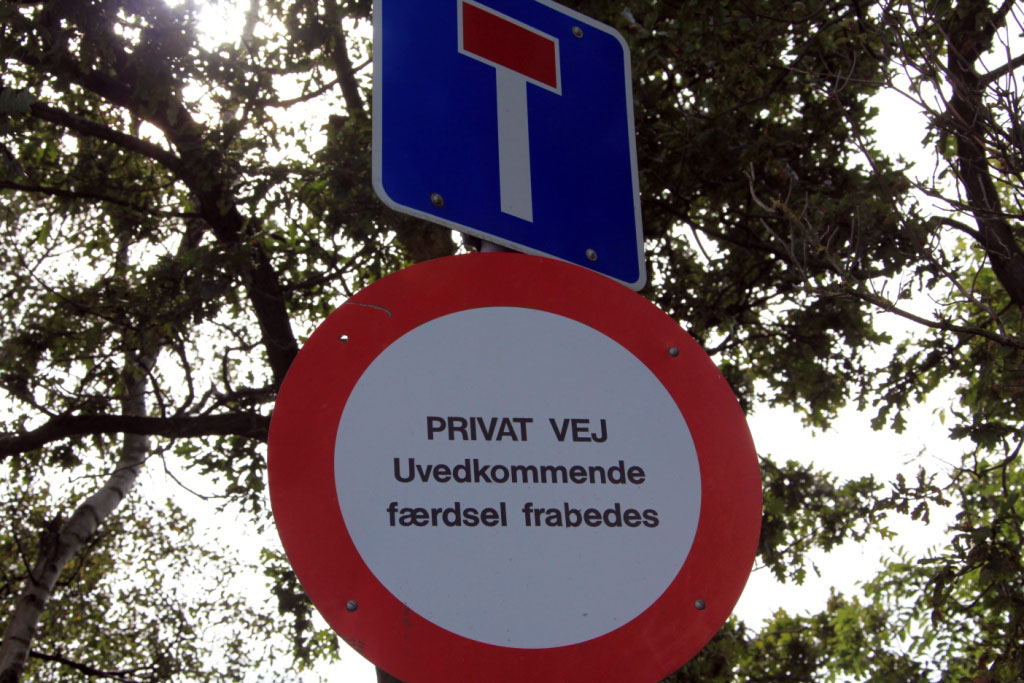 PRIVAT VEJ
Uvedkommende
færdsel frabedes